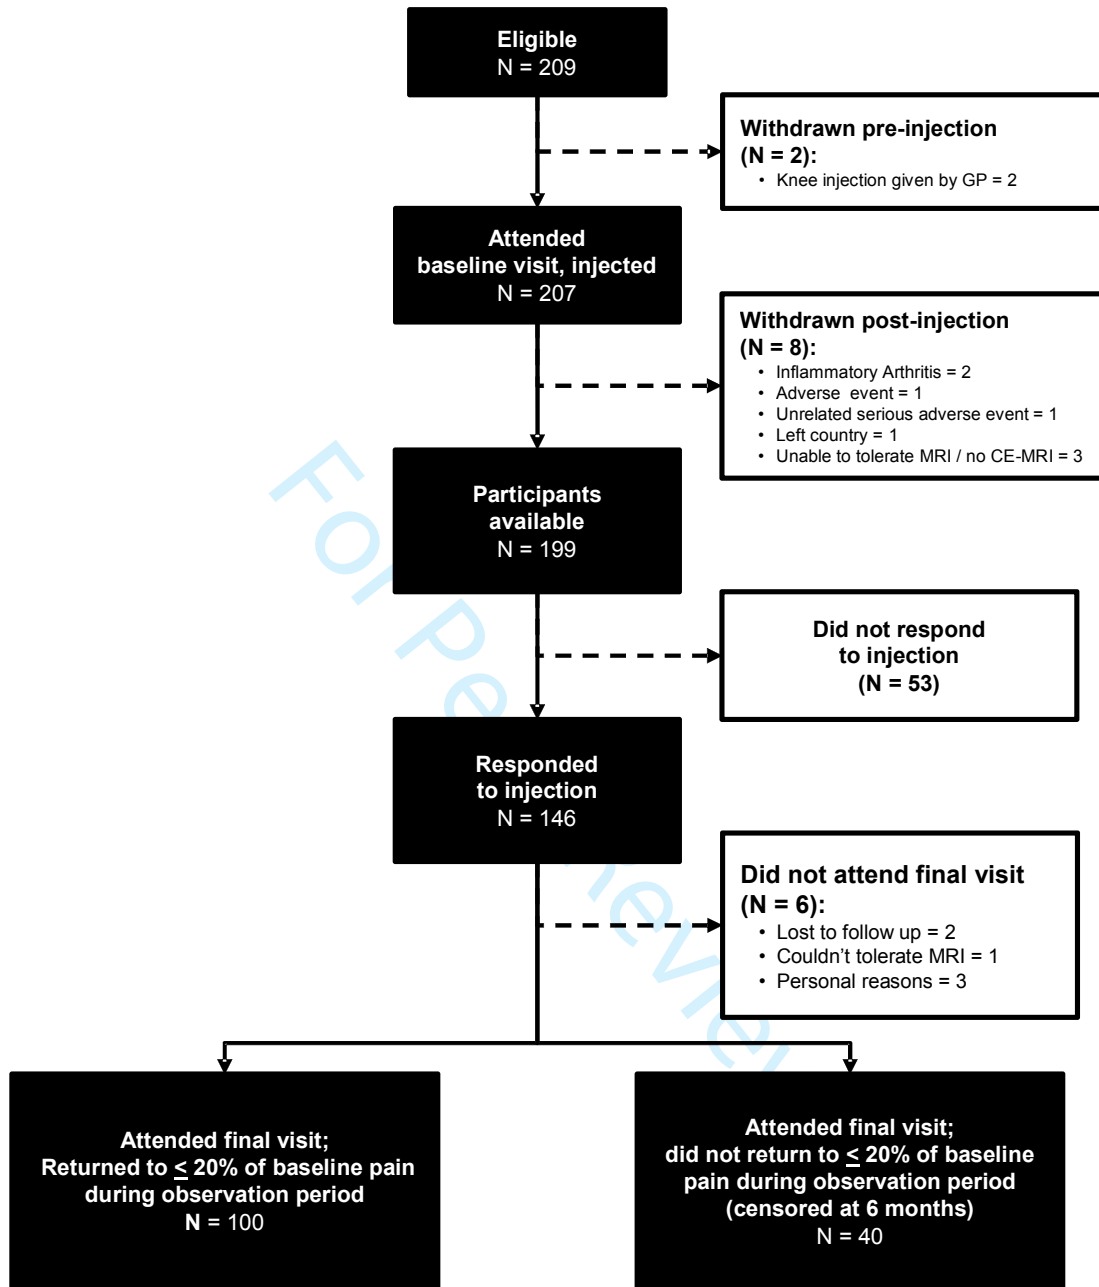 Eligible
N = 209
Withdrawn pre-injection
(N = 2):
• Knee injection given by GP = 2
Attended
baseline visit, injected
N = 207
Withdrawn post-injection
(N = 8):
• Inflammatory Arthritis = 2
• Adverse event = 1
• Unrelated serious adverse event = 1
• Left country = 1
• Unable to tolerate MRI / no CE-MRI = 3
Participants
available
N = 199
Did not respond
to injection
(N = 53)
Responded
to injection
N = 146
Did not attend final visit
(N = 6):
• Lost to follow up = 2
• Couldn't tolerate MRI = 1
• Personal reasons = 3
Attended final visit;
Returned to ≤ 20% of baseline pain
during observation period
N = 100
Attended final visit;
did not return to ≤ 20% of baseline
pain during observation period
(censored at 6 months)
N = 40
For Peer Review